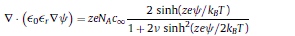 ∇ · (ϵ₀ϵᵣ∇ψ) = zeN_A c_∞ 2 sinh(zeψ/k_BT) / 1 + 2ν sinh²(zeψ/2k_BT)